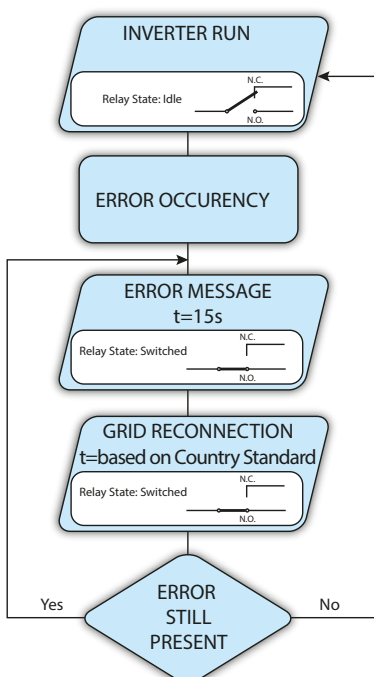 INVERTER RUN
N.C.
Relay State: Idle
N.O.
ERROR OCCURENCY
ERROR MESSAGE
t=15s
N.C.
Relay State: Switched
N.O.
GRID RECONNECTION
t=based on Country Standard
N.C.
Relay State: Switched
N.O.
Yes
ERROR
STILL
PRESENT
No